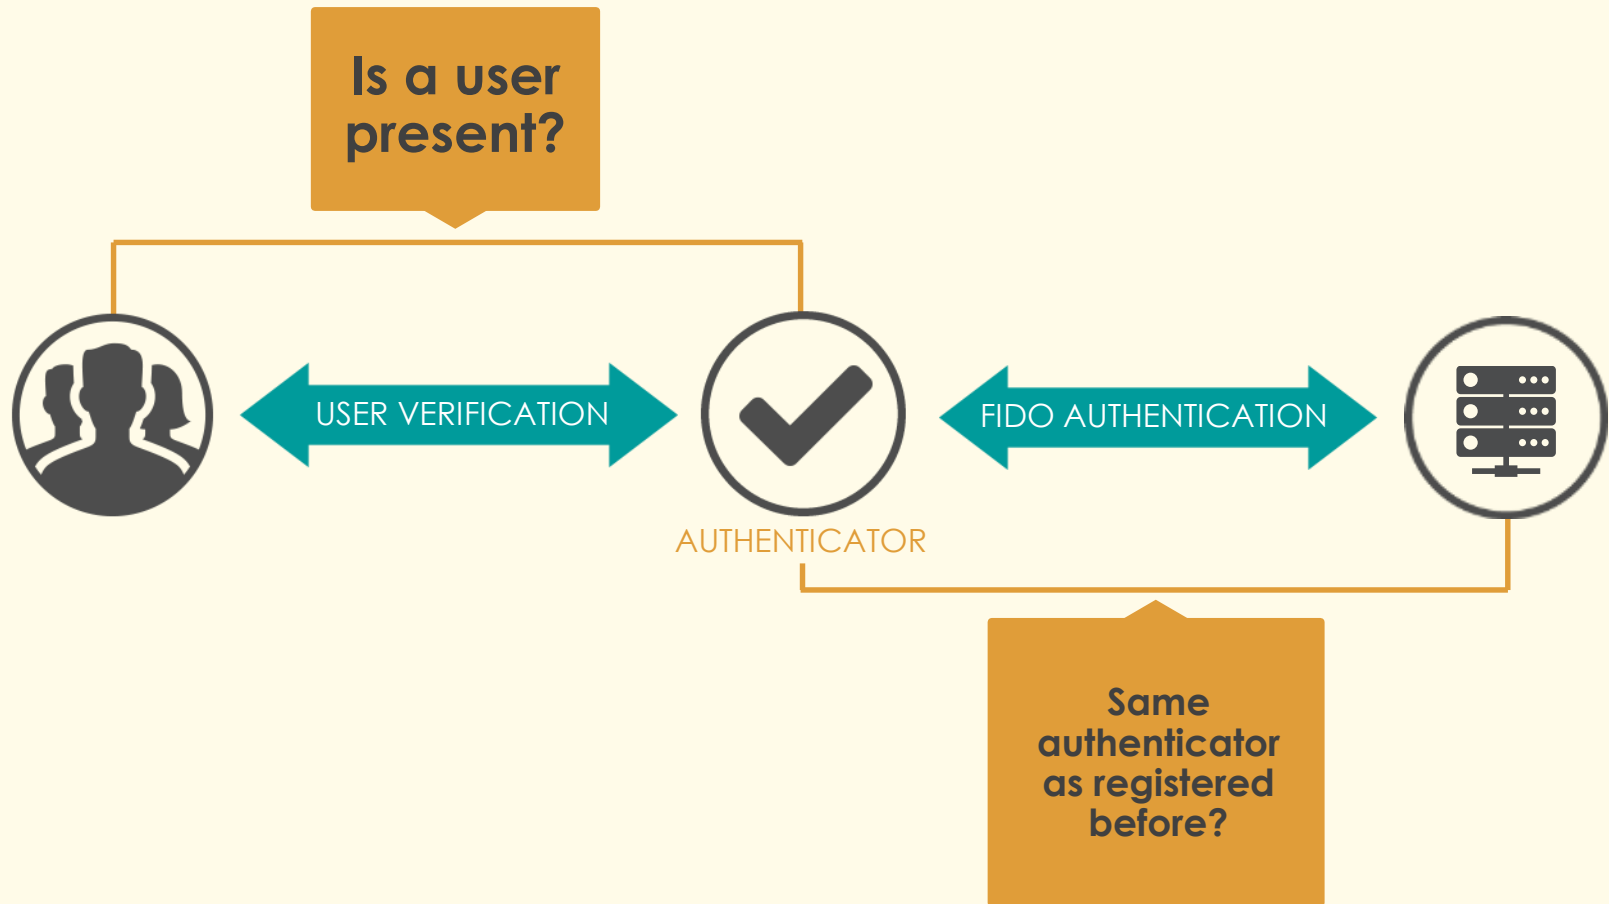 Is a user
present?
USER VERIFICATION
FIDO AUTHENTICATION
AUTHENTICATOR
Same
authenticator
as registered
before?